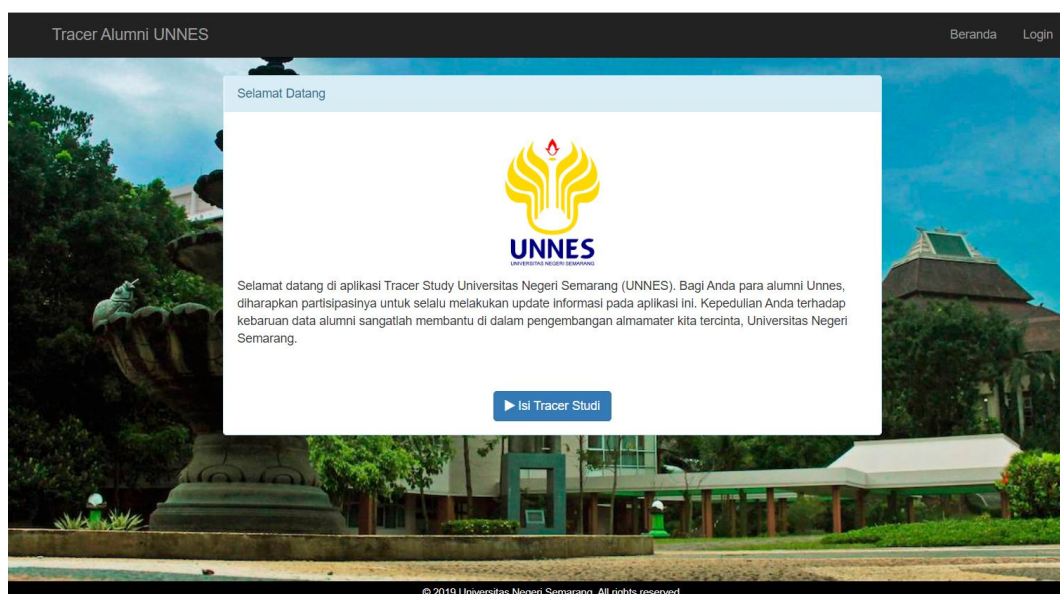 Tracer Alumni UNNES
Beranda
Login
Selamat Datang
UNNES
UNIVERSITAS NEGERI SEMARANG
Selamat datang di aplikasi Tracer Study Universitas Negeri Semarang (UNNES). Bagi Anda para alumni Unnes,
diharapkan partisipasinya untuk selalu melakukan update informasi pada aplikasi ini. Kepedulian Anda terhadap
kebaruan data alumni sangatlah membantu di dalam pengembangan almamater kita tercinta, Universitas Negeri
Semarang.
Isi Tracer Studi
© 2019 Universitas Negeri Semarang. All rights reserved